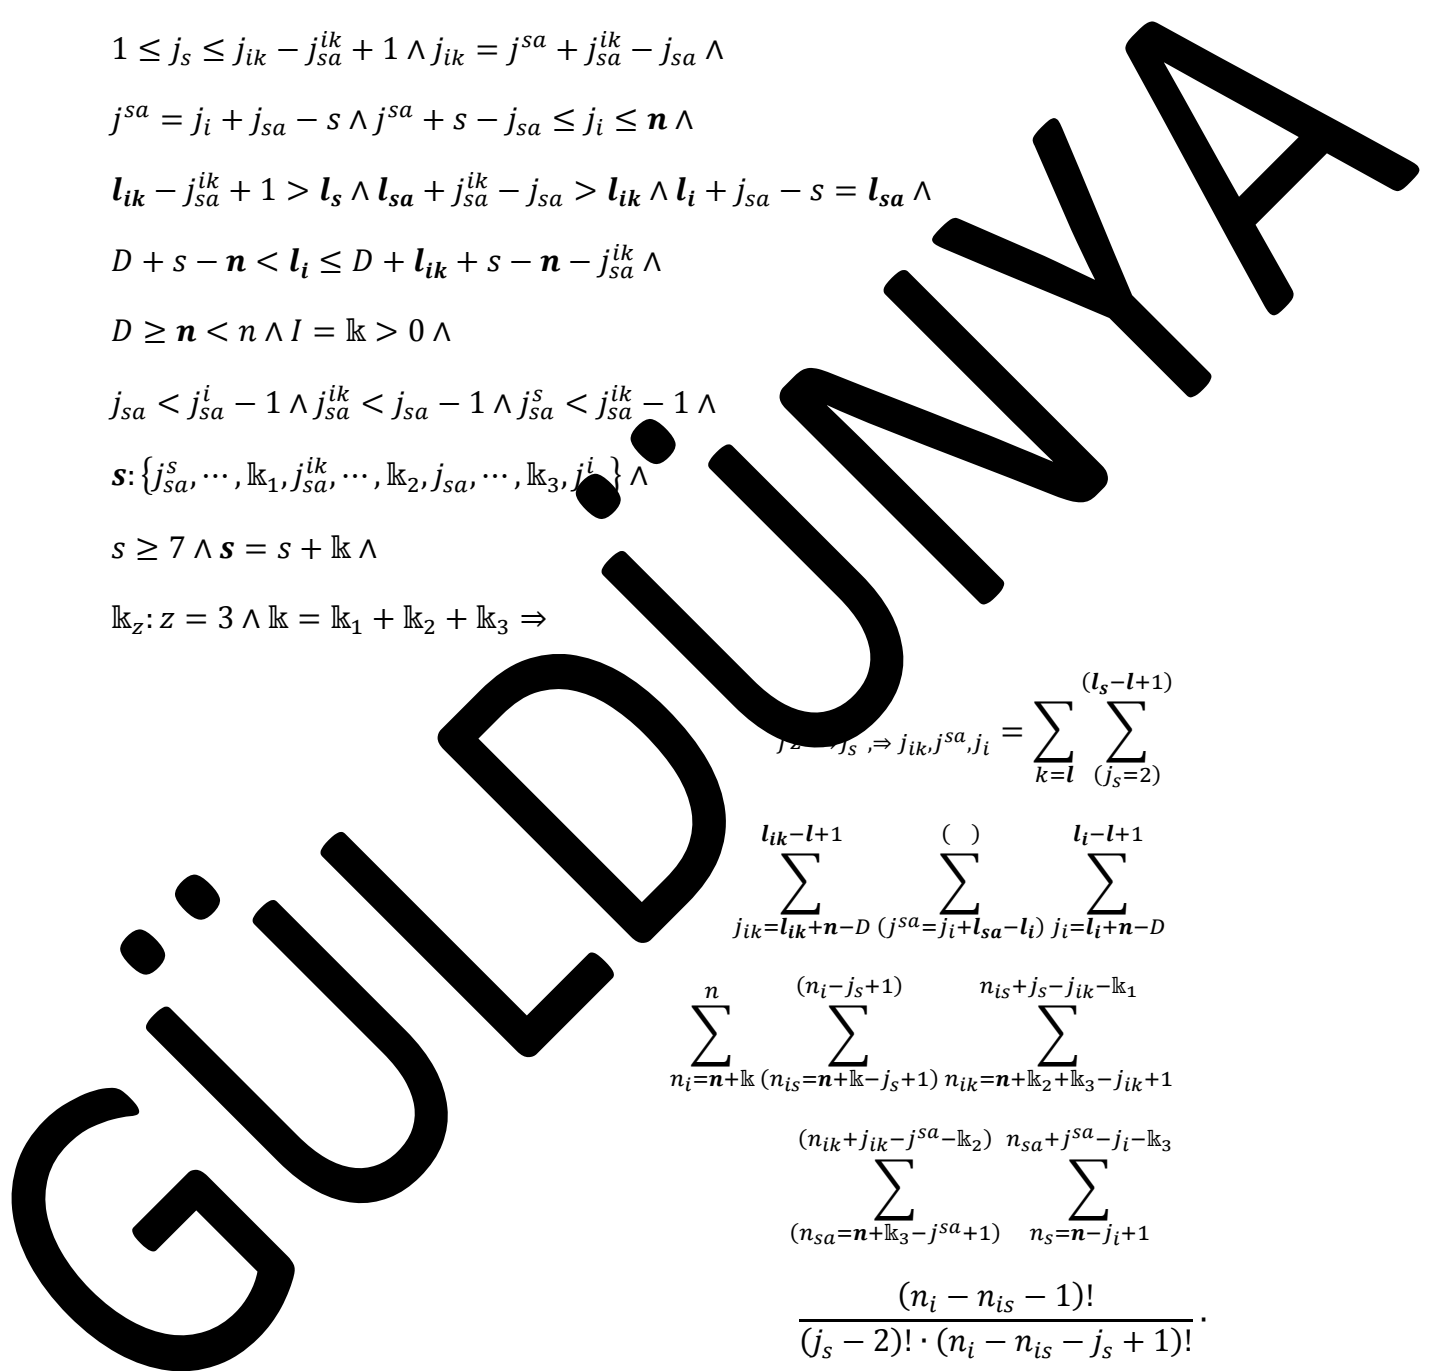 1 ≤ j_s ≤ j_{ik} − j_{sa}^{ik} + 1 ∧ j_{ik} = j^{sa} + j_{sa}^{ik} − j_{sa} ∧
j^{sa} = j_i + j_{sa} − s ∧ j^{sa} + s − j_{sa} ≤ j_i ≤ 𝒏 ∧
𝒍_{𝒊𝒌} − j_{sa}^{ik} + 1 > 𝒍_𝒔 ∧ 𝒍_{𝒔𝒂} + j_{sa}^{ik} − j_{sa} > 𝒍_{𝒊𝒌} ∧ 𝒍_𝒊 + j_{sa} − s = 𝒍_{𝒔𝒂} ∧
D + s − 𝒏 < 𝒍_𝒊 ≤ D + 𝒍_{𝒊𝒌} + s − 𝒏 − j_{sa}^{ik} ∧
D ≥ 𝒏 < n ∧ I = 𝕜 > 0 ∧
j_{sa} < j_{sa}^{i} − 1 ∧ j_{sa}^{ik} < j_{sa} − 1 ∧ j_{sa}^{s} < j_{sa}^{ik} − 1 ∧
𝒔: {j_{sa}^{s}, ⋯ , 𝕜_1, j_{sa}^{ik}, ⋯ , 𝕜_2, j_{sa}, ⋯ , 𝕜_3, j^{i} } ∧
s ≥ 7 ∧ 𝒔 = s + 𝕜 ∧
𝕜_z: z = 3 ∧ 𝕜 = 𝕜_1 + 𝕜_2 + 𝕜_3 ⇒
j_s ,⇒ j_{ik}, j^{sa}, j_i = ∑_{k=𝒍} ∑_{(j_s=2)}^{(𝒍_𝒔−𝒍+1)}
∑_{j_{ik}=𝒍_{𝒊𝒌}+𝒏−D}^{𝒍_{𝒊𝒌}−𝒍+1} ∑_{(j^{sa}=j_i+𝒍_{𝒔𝒂}−𝒍_𝒊)}^{( )} ∑_{j_i=𝒍_𝒊+𝒏−D}^{𝒍_𝒊−𝒍+1}
∑_{n_i=𝒏+𝕜}^{n} ∑_{(n_{is}=𝒏+𝕜−j_s+1)}^{(n_i−j_s+1)} ∑_{n_{ik}=𝒏+𝕜_2+𝕜_3−j_{ik}+1}^{n_{is}+j_s−j_{ik}−𝕜_1}
∑_{(n_{sa}=𝒏+𝕜_3−j^{sa}+1)}^{(n_{ik}+j_{ik}−j^{sa}−𝕜_2)} ∑_{n_s=𝒏−j_i+1}^{n_{sa}+j^{sa}−j_i−𝕜_3}
(n_i − n_{is} − 1)!
(j_s − 2)! · (n_i − n_{is} − j_s + 1)! ·
GÜLDÜNYA